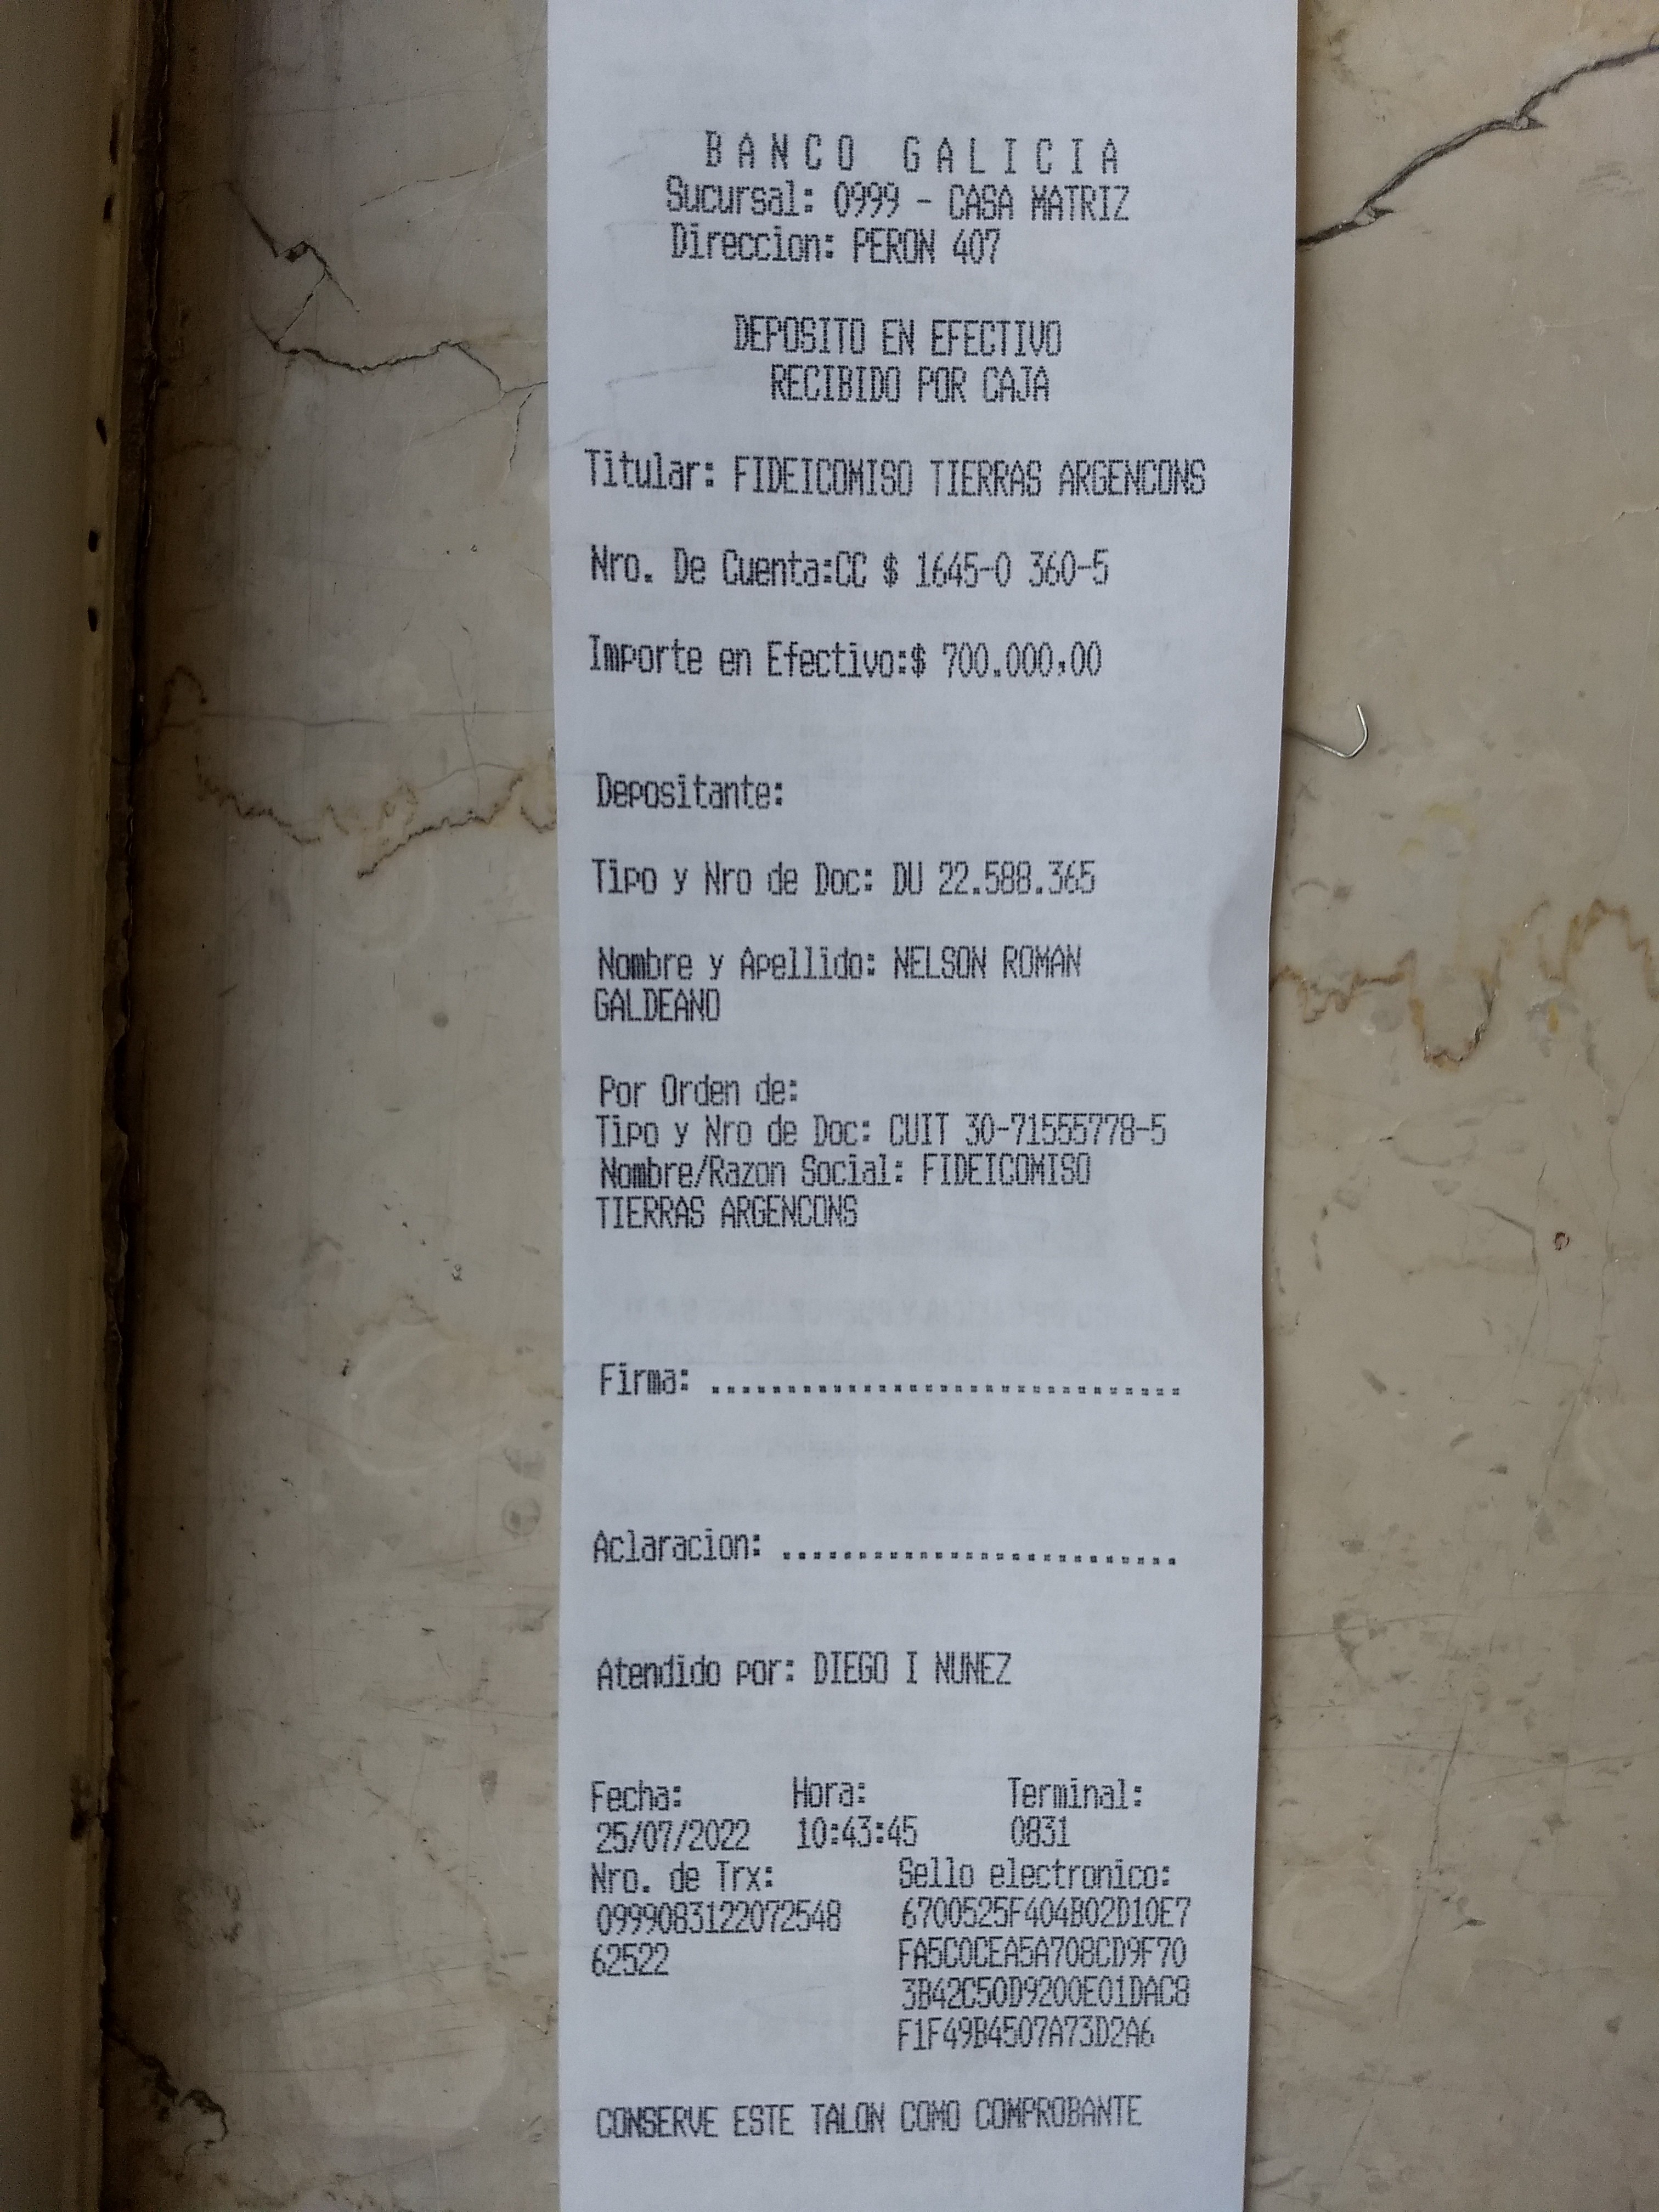 BANCO GALICIA
Sucursal: 0999 - CASA MATRIZ
Direccion: PERON 407
DEPOSITO EN EFECTIVO
RECIBIDO POR CAJA
Titular: FIDEICOMISO TIERRAS ARGENCONS
Nro. De Cuenta:CC $ 1645-0 360-5
Importe en Efectivo:$ 700.000,00
Depositante:
Tipo y Nro de Doc: DU 22.588.365
Nombre y Apellido: NELSON ROMAN
GALDEANO
Por Orden de:
Tipo y Nro de Doc: CUIT 30-71555778-5
Nombre/Razon Social: FIDEICOMISO
TIERRAS ARGENCONS
Firma: ...............................
Aclaracion: ..........................
Atendido por: DIEGO I NUNEZ
Fecha: Hora: Terminal:
25/07/2022 10:43:45 0831
Nro. de Trx: Sello electronico:
0999083122072548 6700525F404B02D10E7
62522 FA5C0CEA5A708CD9F70
3B42C50D9200E01DAC8
F1F49B4507A73D2A6
CONSERVE ESTE TALON COMO COMPROBANTE